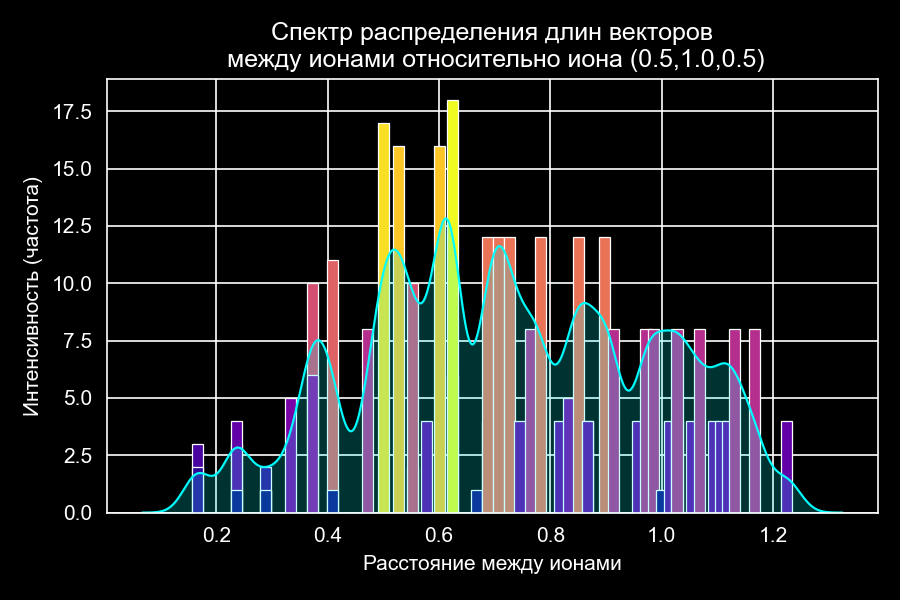 Спектр распределения длин векторов
между ионами относительно иона (0.5,1.0,0.5)
17.5
15.0
12.5
10.0
7.5
5.0
2.5
0.0
Интенсивность (частота)
0.2 0.4 0.6 0.8 1.0 1.2
Расстояние между ионами